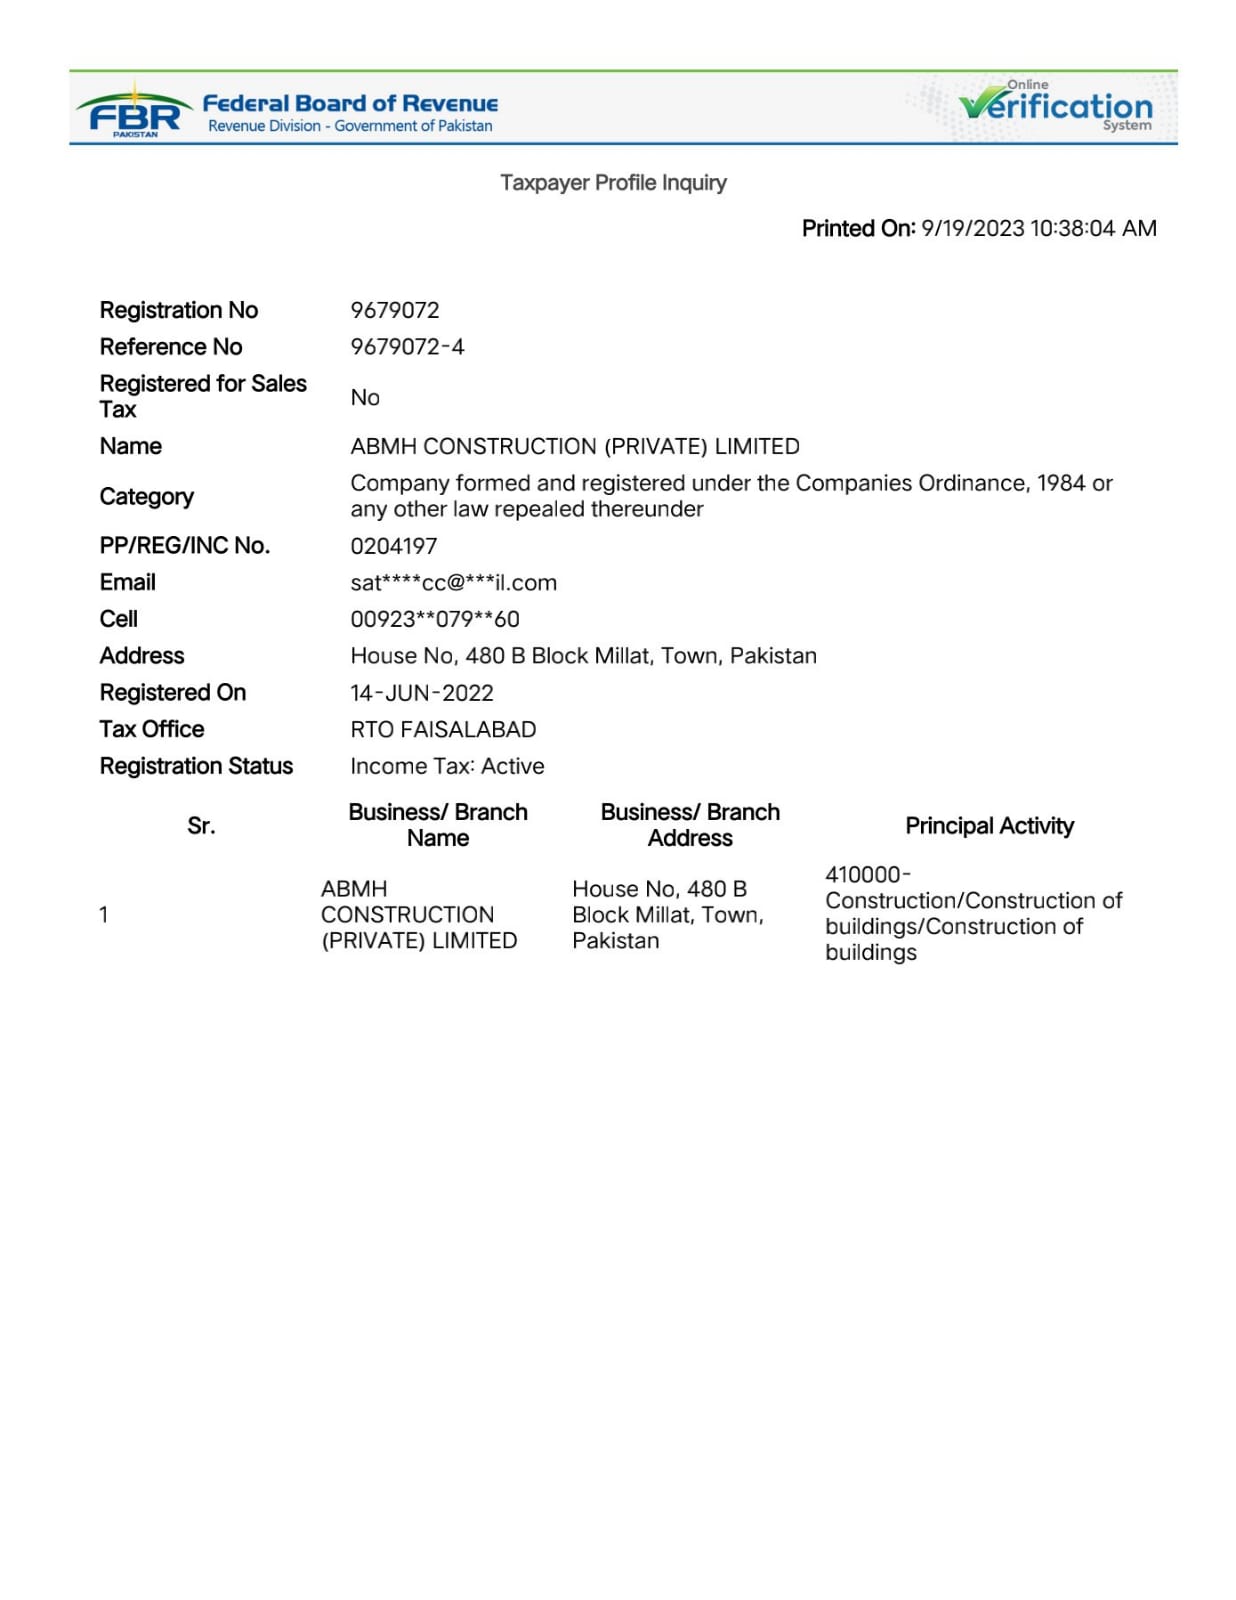 FBR
PAKISTAN
Federal Board of Revenue
Revenue Division - Government of Pakistan
Online
Verification
System
Taxpayer Profile Inquiry
Printed On: 9/19/2023 10:38:04 AM
Registration No 9679072
Reference No 9679072-4
Registered for Sales
Tax
No
Name ABMH CONSTRUCTION (PRIVATE) LIMITED
Category
Company formed and registered under the Companies Ordinance, 1984 or
any other law repealed thereunder
PP/REG/INC No. 0204197
Email sat****cc@***il.com
Cell 00923**079**60
Address House No, 480 B Block Millat, Town, Pakistan
Registered On 14-JUN-2022
Tax Office RTO FAISALABAD
Registration Status Income Tax: Active
Sr.
Business/ Branch
Name
Business/ Branch
Address
Principal Activity
1
ABMH
CONSTRUCTION
(PRIVATE) LIMITED
House No, 480 B
Block Millat, Town,
Pakistan
410000-
Construction/Construction of
buildings/Construction of
buildings